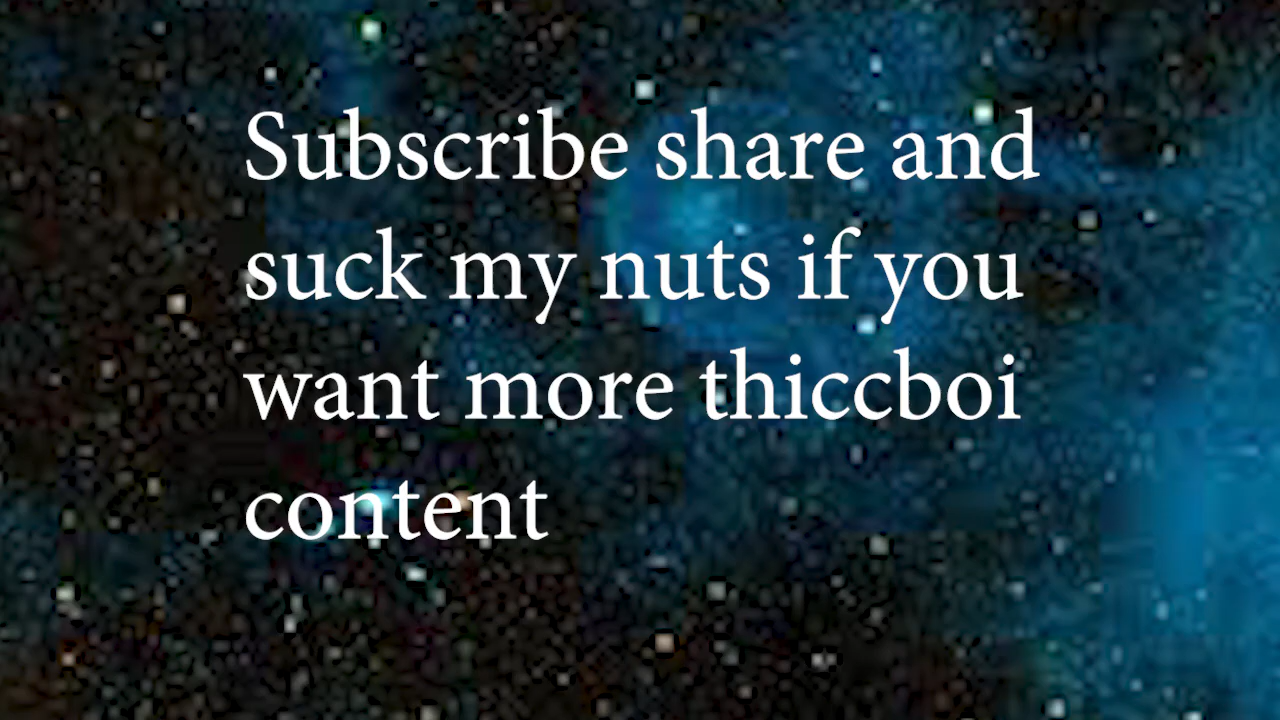 Subscribe share and
suck my nuts if you
want more thiccboi
content